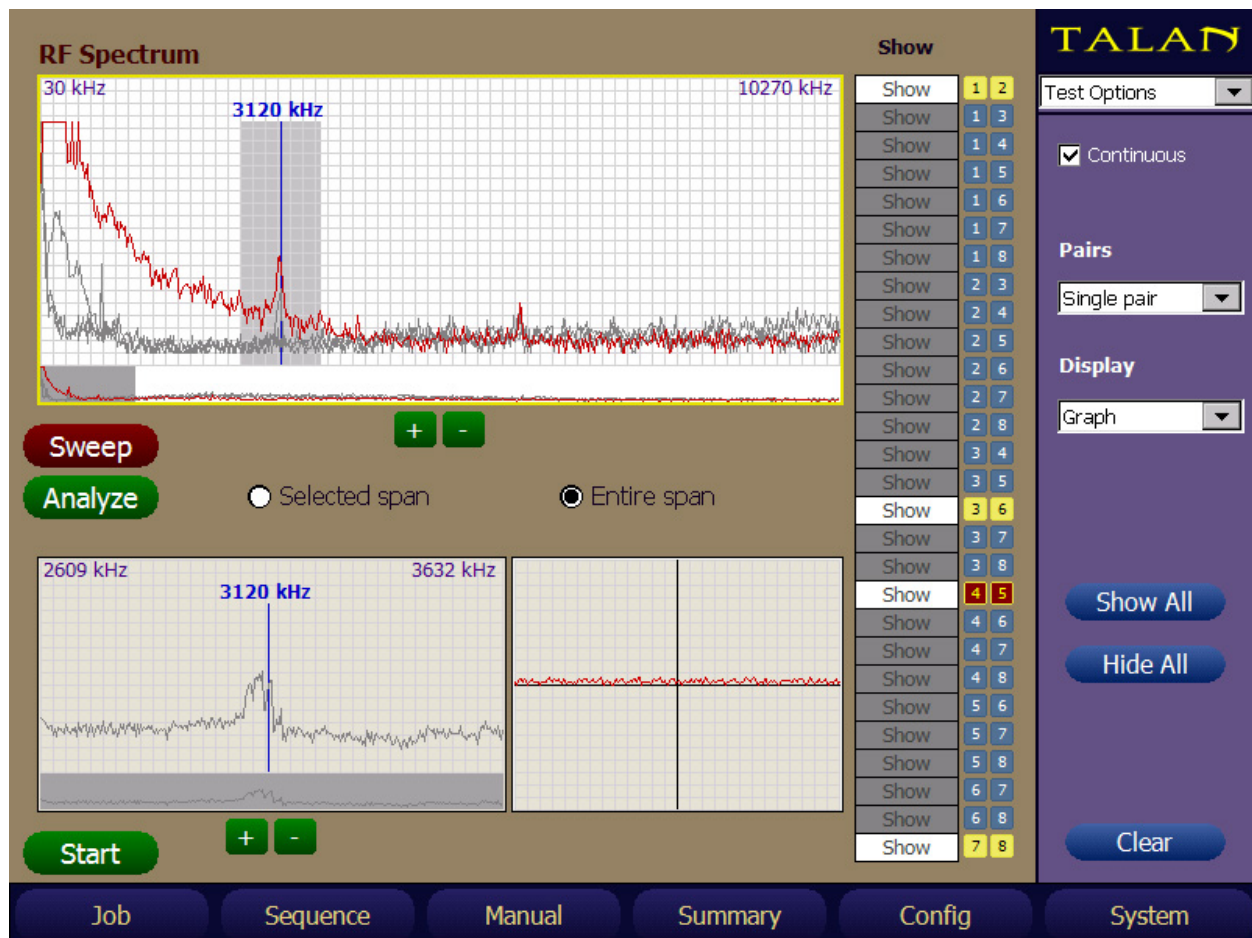 RF Spectrum
30 kHz
10270 kHz
3120 kHz
Sweep
+ -
Analyze
Selected span
Entire span
2609 kHz
3632 kHz
3120 kHz
Start
+ -
Show
Show 1 2
Show 1 3
Show 1 4
Show 1 5
Show 1 6
Show 1 7
Show 1 8
Show 2 3
Show 2 4
Show 2 5
Show 2 6
Show 2 7
Show 2 8
Show 3 4
Show 3 5
Show 3 6
Show 3 7
Show 3 8
Show 4 5
Show 4 6
Show 4 7
Show 4 8
Show 5 6
Show 5 7
Show 5 8
Show 6 7
Show 6 8
Show 7 8
TALAN
Test Options
Continuous
Pairs
Single pair
Display
Graph
Show All
Hide All
Clear
Job
Sequence
Manual
Summary
Config
System